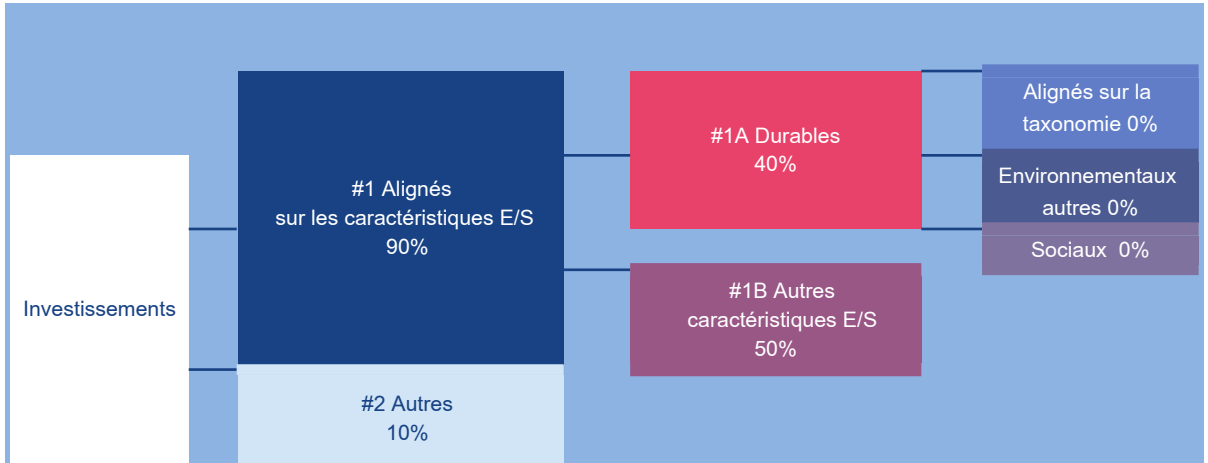 Investissements
#1 Alignés
sur les caractéristiques E/S
90%
#2 Autres
10%
#1A Durables
40%
#1B Autres
caractéristiques E/S
50%
Alignés sur la
taxonomie 0%
Environnementaux
autres 0%
Sociaux 0%